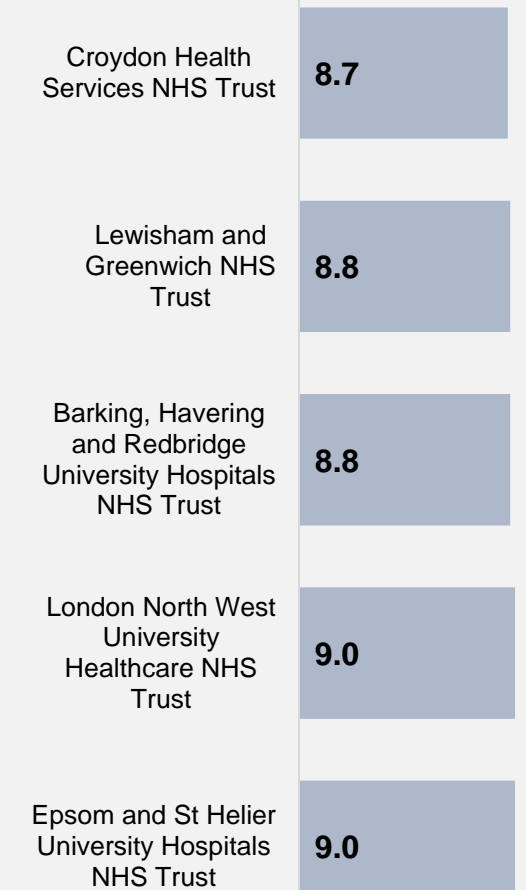 Croydon Health
Services NHS Trust
8.7
Lewisham and
Greenwich NHS
Trust
8.8
Barking, Havering
and Redbridge
University Hospitals
NHS Trust
8.8
London North West
University
Healthcare NHS
Trust
9.0
Epsom and St Helier
University Hospitals
NHS Trust
9.0